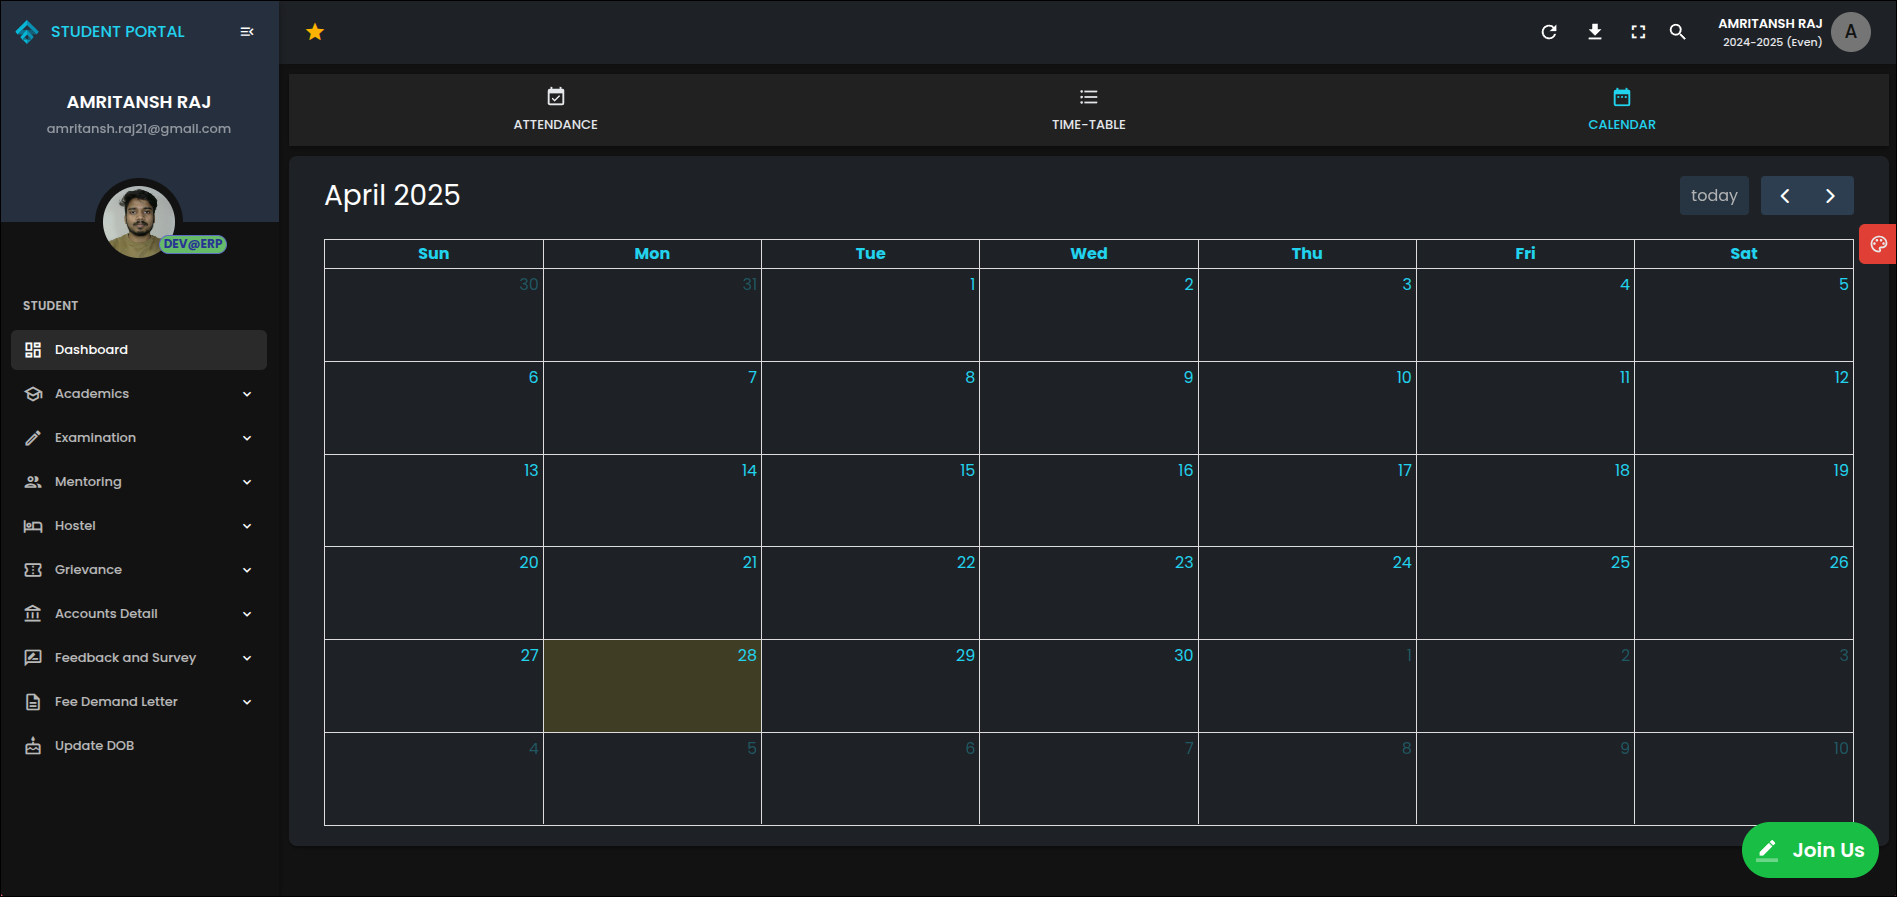 STUDENT PORTAL
AMRITANSH RAJ
amritansh.raj21@gmail.com
DEV@ERP
STUDENT
Dashboard
Academics
Examination
Mentoring
Hostel
Grievance
Accounts Detail
Feedback and Survey
Fee Demand Letter
Update DOB
AMRITANSH RAJ
2024-2025 (Even)
A
ATTENDANCE
TIME-TABLE
CALENDAR
April 2025
today
Sun Mon Tue Wed Thu Fri Sat
30 31 1 2 3 4 5
6 7 8 9 10 11 12
13 14 15 16 17 18 19
20 21 22 23 24 25 26
27 28 29 30 1 2 3
4 5 6 7 8 9 10
Join Us